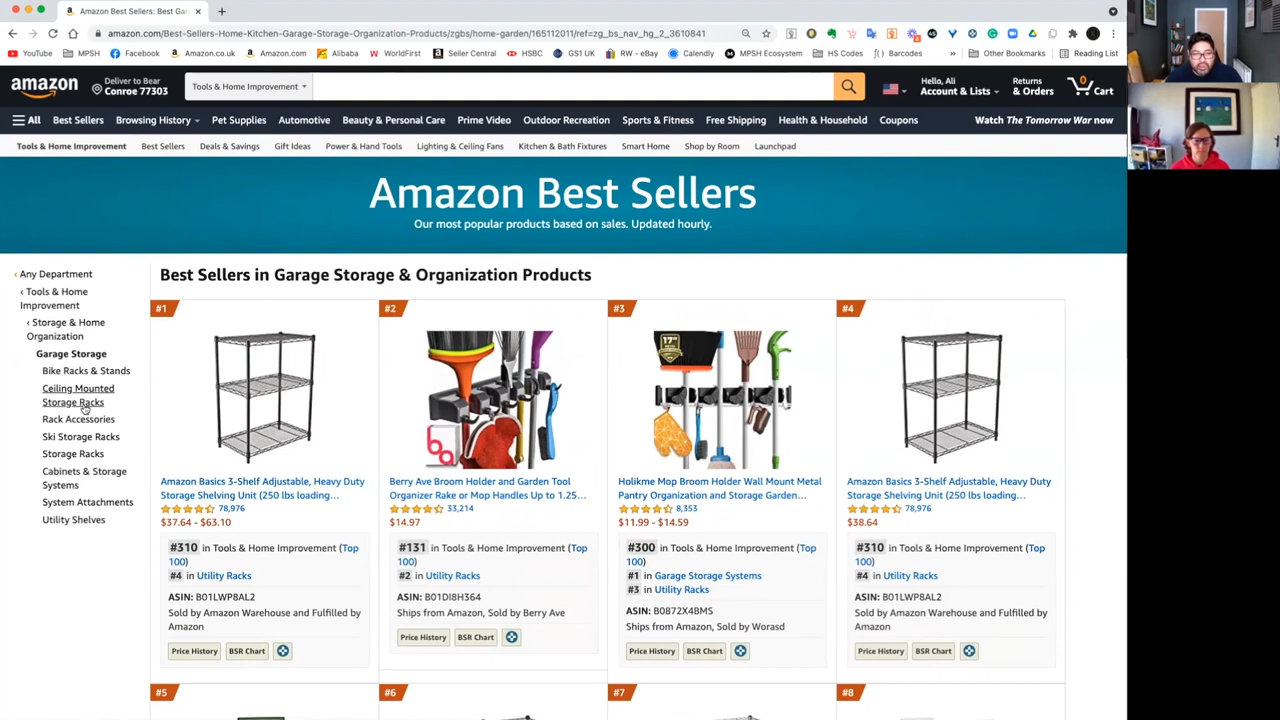 Amazon Best Sellers: Best Gar
amazon.com/Best-Sellers-Home-Kitchen-Garage-Storage-Organization-Products/zgbs/home-garden/165112011/ref=zg_bs_nav_hg_2_3610841
YouTube MPSH Facebook Amazon.co.uk Amazon.com Alibaba WorldFirst Seller Central HSBC GS1 UK RW - eBay Calendly MPSH Ecosystem HS Codes Barcodes » Other Bookmarks Reading List
amazon
Deliver to Bear
Conroe 77303
Tools & Home Improvement
Hello, Ali
Account & Lists
Returns
& Orders
0
Cart
All Best Sellers Browsing History Pet Supplies Automotive Beauty & Personal Care Prime Video Outdoor Recreation Sports & Fitness Free Shipping Health & Household Coupons Watch The Tomorrow War now
Tools & Home Improvement Best Sellers Deals & Savings Gift Ideas Power & Hand Tools Lighting & Ceiling Fans Kitchen & Bath Fixtures Smart Home Shop by Room Launchpad
Amazon Best Sellers
Our most popular products based on sales. Updated hourly.
‹ Any Department
‹ Tools & Home
Improvement
‹ Storage & Home
Organization
Garage Storage
Bike Racks & Stands
Ceiling Mounted
Storage Racks
Rack Accessories
Ski Storage Racks
Storage Racks
Cabinets & Storage
Systems
System Attachments
Utility Shelves
Best Sellers in Garage Storage & Organization Products
#1
Amazon Basics 3-Shelf Adjustable, Heavy Duty
Storage Shelving Unit (250 lbs loading...
78,976
$37.64 - $63.10
#310 in Tools & Home Improvement (Top
100)
#4 in Utility Racks
ASIN: B01LWP8AL2
Sold by Amazon Warehouse and Fulfilled by
Amazon
Price History BSR Chart
#2
ba
Berry Ave Broom Holder and Garden Tool
Organizer Rake or Mop Handles Up to 1.25...
33,214
$14.97
#131 in Tools & Home Improvement (Top
100)
#2 in Utility Racks
ASIN: B01DI8H364
Ships from Amazon, Sold by Berry Ave
Price History BSR Chart
#3
17"
Holikme Mop Broom Holder Wall Mount Metal
Pantry Organization and Storage Garden...
8,353
$11.99 - $14.59
#300 in Tools & Home Improvement (Top
100)
#1 in Garage Storage Systems
#3 in Utility Racks
ASIN: B0872X4BMS
Ships from Amazon, Sold by Worasd
Price History BSR Chart
#4
Amazon Basics 3-Shelf Adjustable, Heavy Duty
Storage Shelving Unit (250 lbs loading...
78,976
$38.64
#310 in Tools & Home Improvement (Top
100)
#4 in Utility Racks
ASIN: B01LWP8AL2
Sold by Amazon Warehouse and Fulfilled by
Amazon
Price History BSR Chart
#5
#6
#7
#8